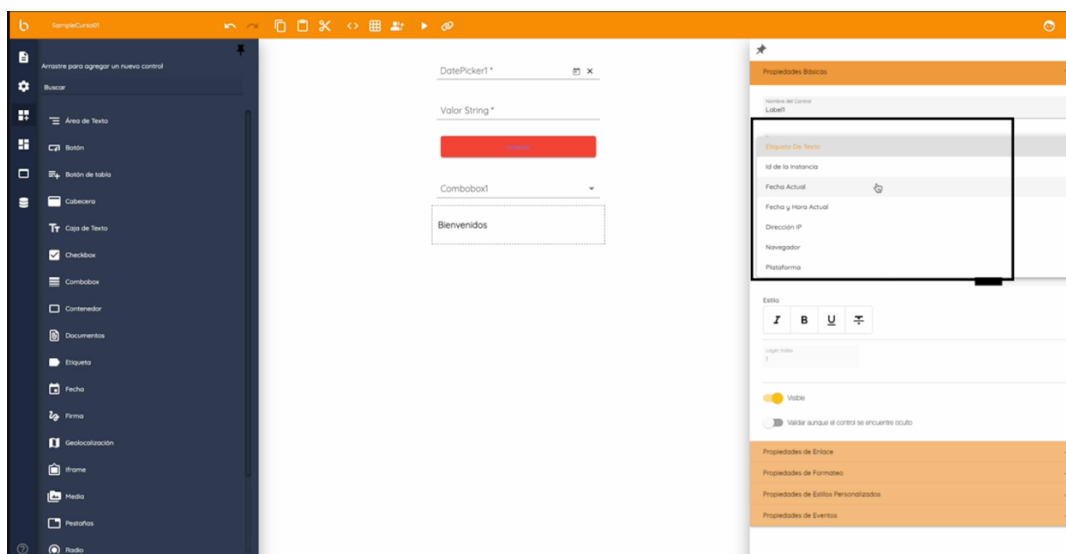 SampleCurso01
Arrastre para agregar un nuevo control
Buscar
Área de Texto
Botón
Botón de tabla
Cabecera
Caja de Texto
Checkbox
Combobox
Contenedor
Documentos
Etiqueta
Fecha
Firma
Geolocalización
Iframe
Media
Pestañas
Radio
DatePicker1 *
Valor String *
Combobox1
Bienvenidos
Propiedades Básicas
Nombre del Control
Label1
Etiqueta De Texto
Id de la Instancia
Fecha Actual
Fecha y Hora Actual
Dirección IP
Navegador
Plataforma
Estilo
I B U T
Layer Index
1
Visible
Validar aunque el control se encuentre oculto
Propiedades de Enlace
Propiedades de Formateo
Propiedades de Estilos Personalizados
Propiedades de Eventos